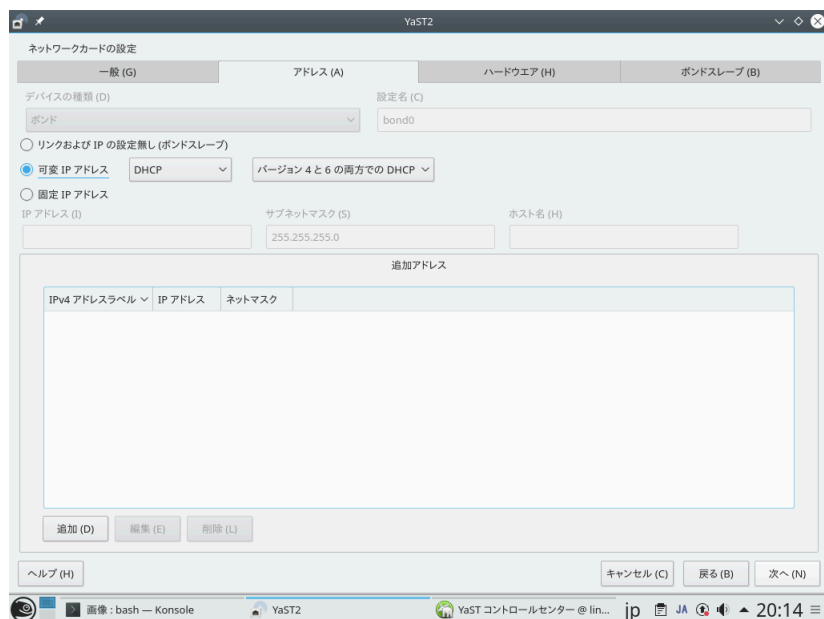 YaST2
ネットワークカードの設定
一般 (G) アドレス (A) ハードウエア (H) ボンドスレーブ (B)
デバイスの種類 (D) 設定名 (C)
ボンド bond0
リンクおよび IP の設定無し (ボンドスレーブ)
可変 IP アドレス DHCP バージョン 4 と 6 の両方での DHCP
固定 IP アドレス
IP アドレス (I) サブネットマスク (S) ホスト名 (H)
255.255.255.0
追加アドレス
IPv4 アドレスラベル IP アドレス ネットマスク
追加 (D) 編集 (E) 削除 (L)
ヘルプ (H) キャンセル (C) 戻る (B) 次へ (N)
画像 : bash — Konsole YaST2 YaST コントロールセンター @ lin... jp JA 20:14